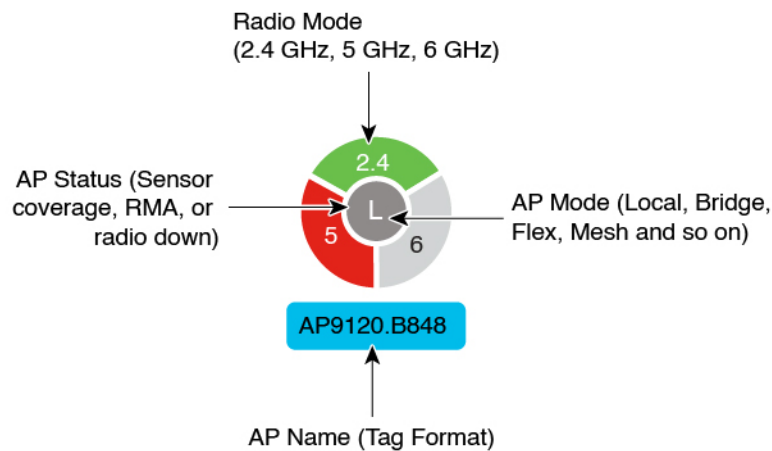 Radio Mode
(2.4 GHz, 5 GHz, 6 GHz)
2.4
AP Status (Sensor
coverage, RMA, or
radio down)
L
5
6
AP Mode (Local, Bridge,
Flex, Mesh and so on)
AP9120.B848
AP Name (Tag Format)